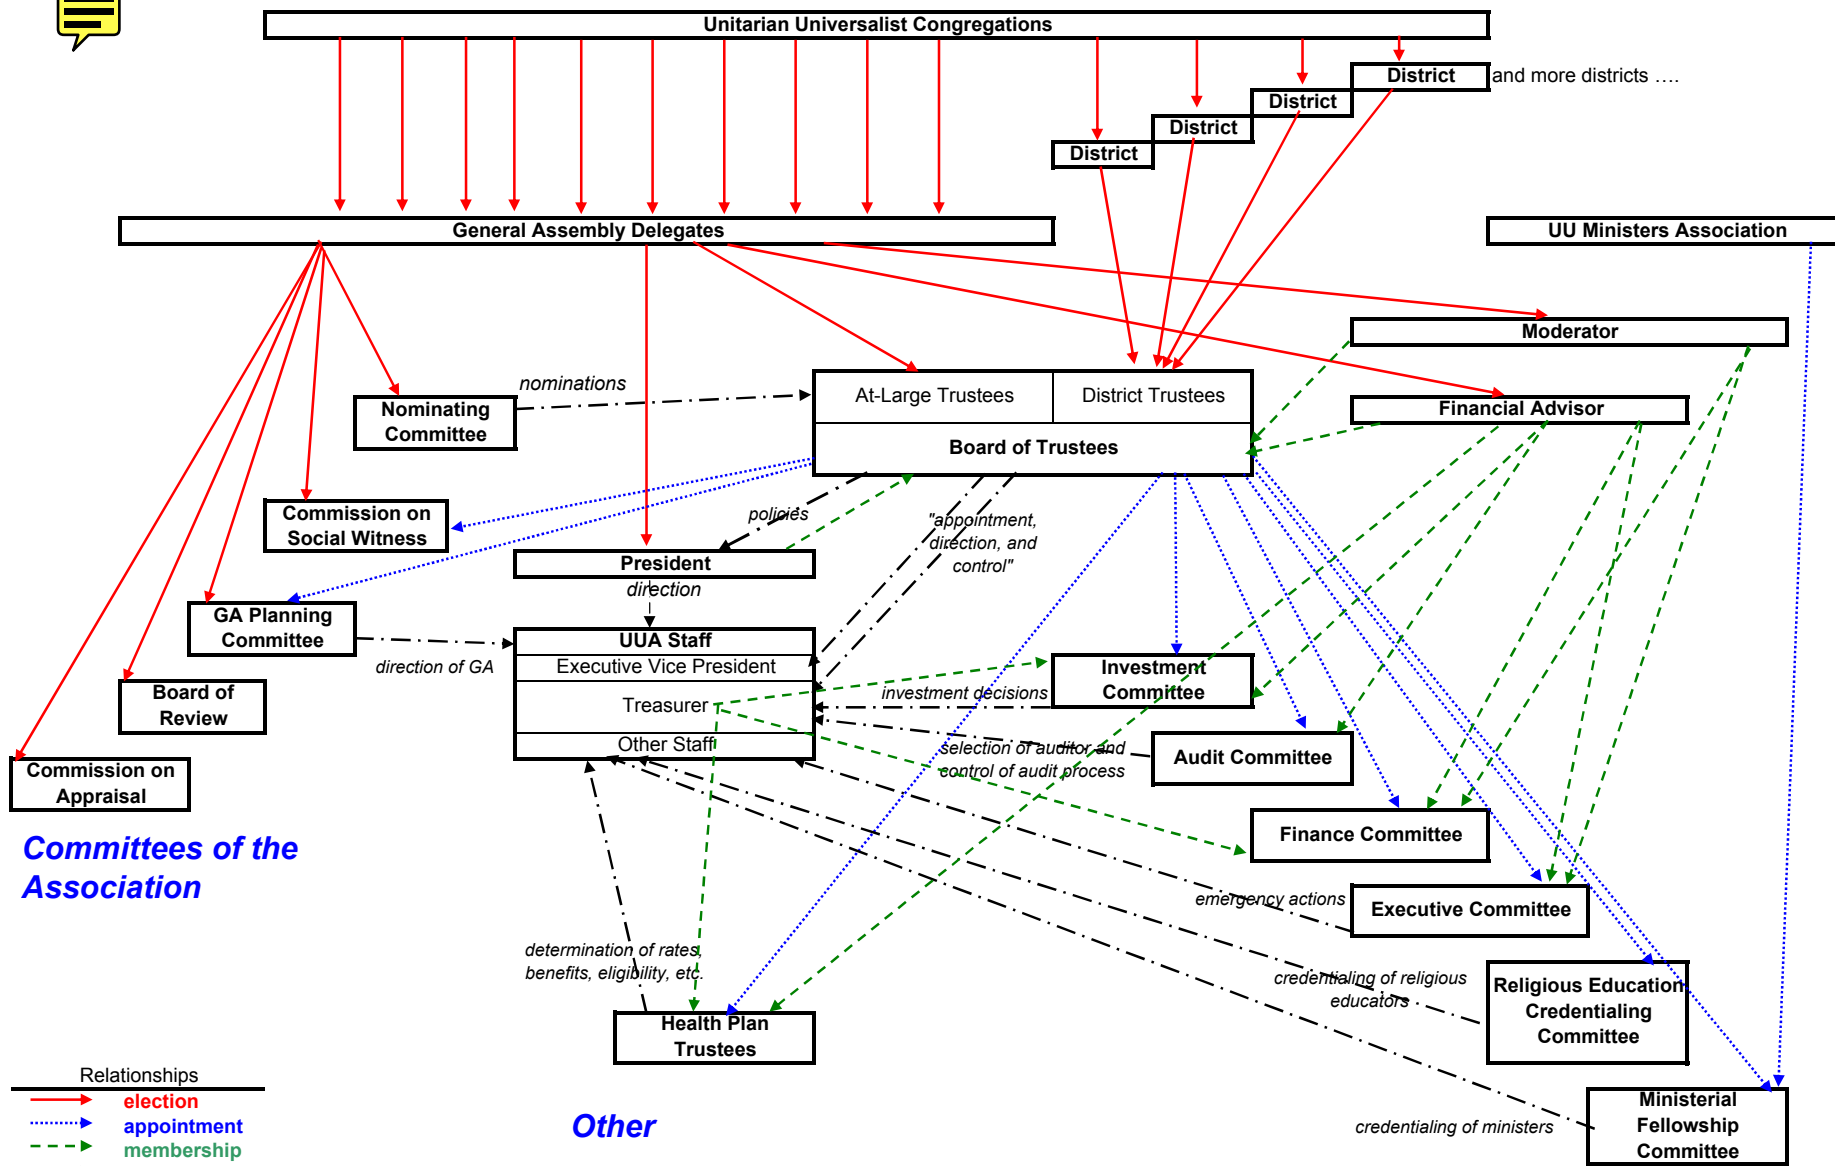 Unitarian Universalist Congregations
District
and more districts ….
District
District
District
General Assembly Delegates
UU Ministers Association
Moderator
nominations
At-Large Trustees
District Trustees
Nominating
Committee
Financial Advisor
Board of Trustees
Commission on
Social Witness
policies
"appointment,
direction, and
control"
President
direction
GA Planning
Committee
direction of GA
UUA Staff
Executive Vice President
Treasurer
Other Staff
Investment
Committee
investment decisions
Board of
Review
selection of auditor and
control of audit process
Audit Committee
Commission on
Appraisal
Finance Committee
Committees of the
Association
emergency actions
Executive Committee
determination of rates,
benefits, eligibility, etc.
credentialing of religious
educators
Religious Education
Credentialing
Committee
Health Plan
Trustees
Relationships
election
appointment
membership
Other
credentialing of ministers
Ministerial
Fellowship
Committee